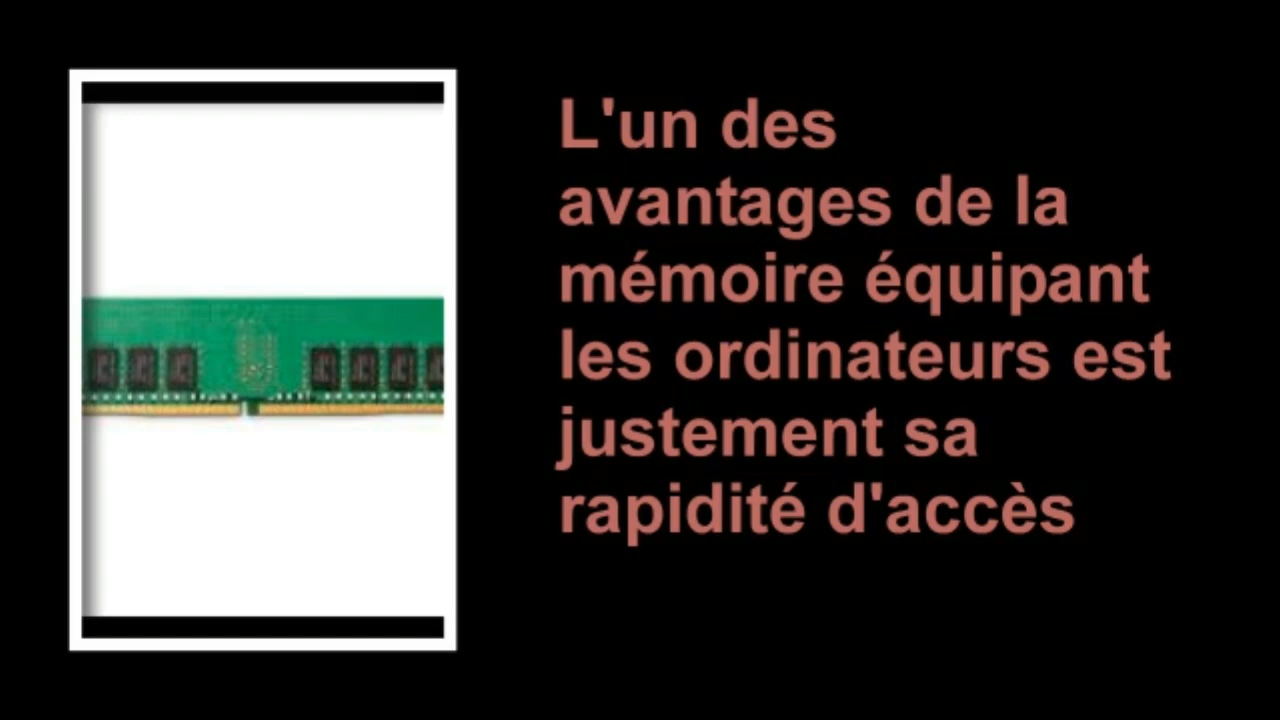 L'un des
avantages de la
mémoire équipant
les ordinateurs est
justement sa
rapidité d'accès